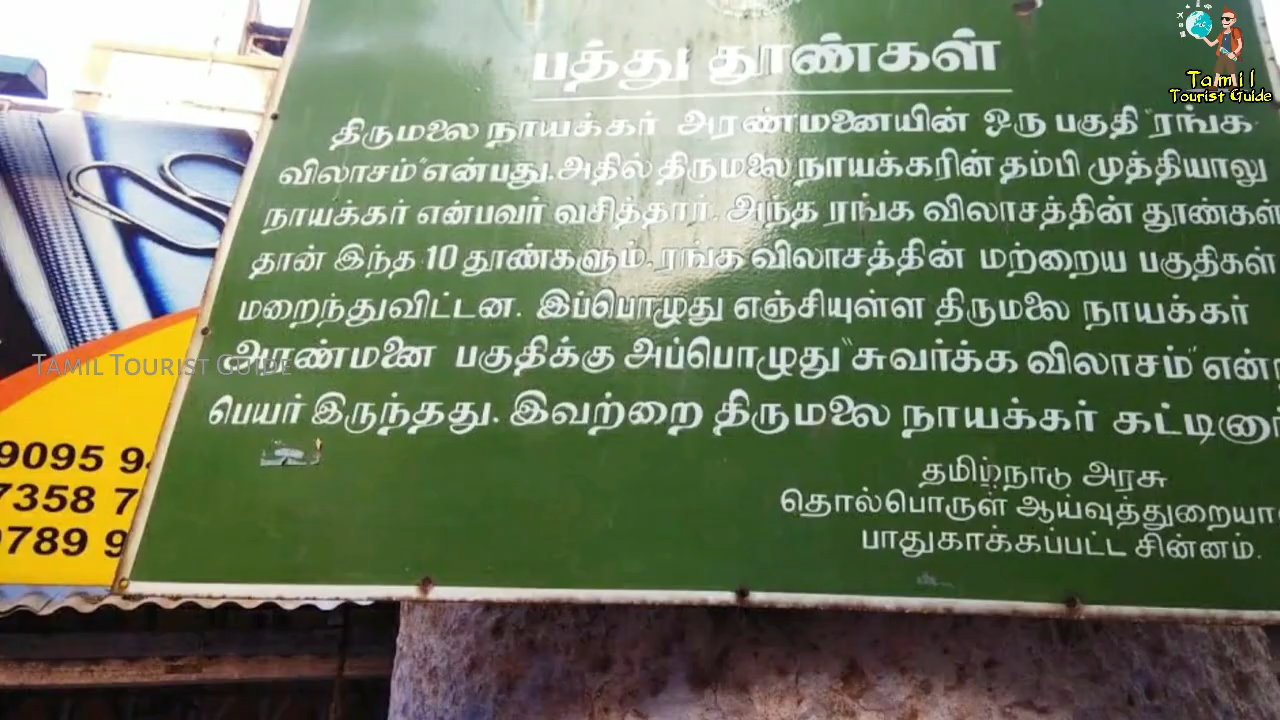 Tamil
Tourist Guide
பத்து தூண்கள்
திருமலை நாயக்கர் அரண்மனையின் ஒரு பகுதி "ரங்க
விலாசம்" என்பது. அதில் திருமலை நாயக்கரின் தம்பி முத்தியாலு
நாயக்கர் என்பவர் வசித்தார். அந்த ரங்க விலாசத்தின் தூண்கள்
தான் இந்த 10 தூண்களும். ரங்க விலாசத்தின் மற்றைய பகுதிகள்
மறைந்துவிட்டன. இப்பொழுது எஞ்சியுள்ள திருமலை நாயக்கர்
அரண்மனை பகுதிக்கு அப்பொழுது "சுவர்க்க விலாசம்"
பெயர் இருந்தது. இவற்றை திருமலை நாயக்கர்
தமிழ்நாடு அரசு
தொல்பொருள்
பாதுகாக்கப்பட்ட சின்னம்.
TAMIL TOURIST GUIDE
9095 9
7358 7
9